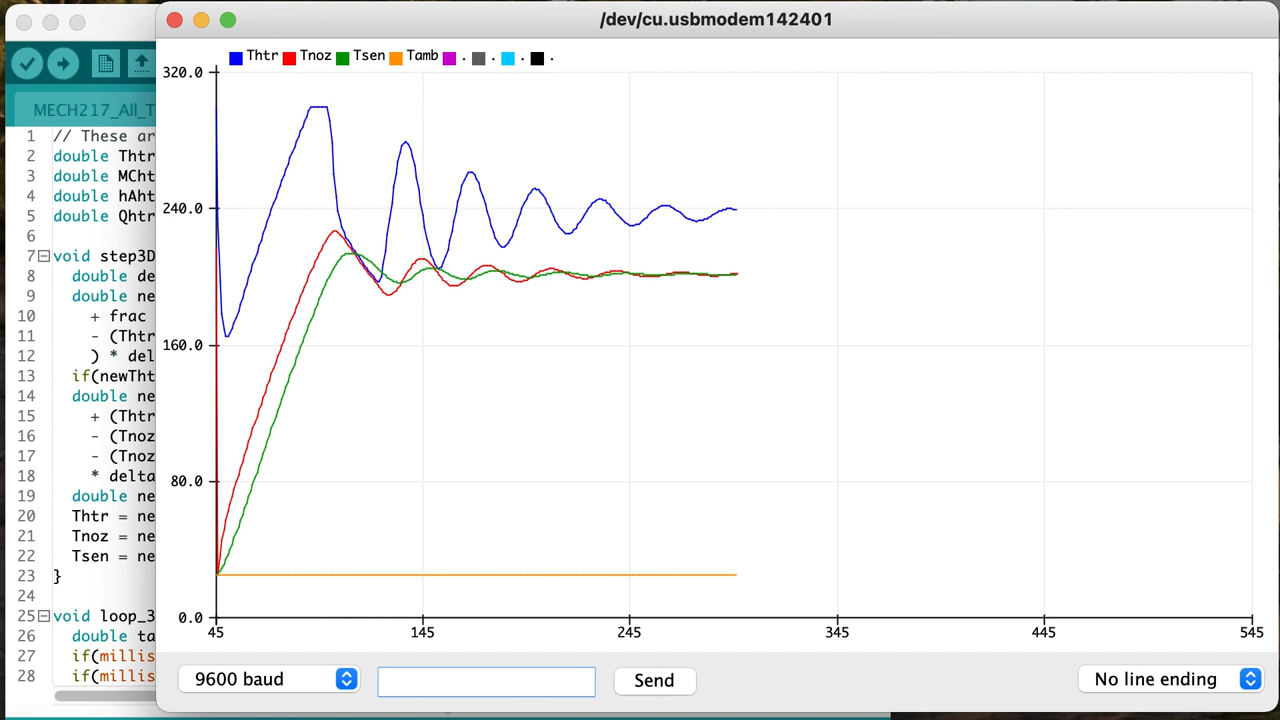 /dev/cu.usbmodem142401
Thtr Tnoz Tsen Tamb . . . .
320.0
240.0
160.0
80.0
0.0
45 145 245 345 445 545
9600 baud
Send
No line ending
MECH217_All_T
1 // These ar
2 double Thtr
3 double MCht
4 double hAht
5 double Qhtr
6
7 void step3D
8 double de
9 double ne
10 + frac
11 - (Thtr
12 ) * del
13 if(newTht
14 double ne
15 + (Thtr
16 - (Tnoz
17 - (Tnoz
18 * delta
19 double ne
20 Thtr = ne
21 Tnoz = ne
22 Tsen = ne
23 }
24
25 void loop_3
26 double ta
27 if(millis
28 if(millis